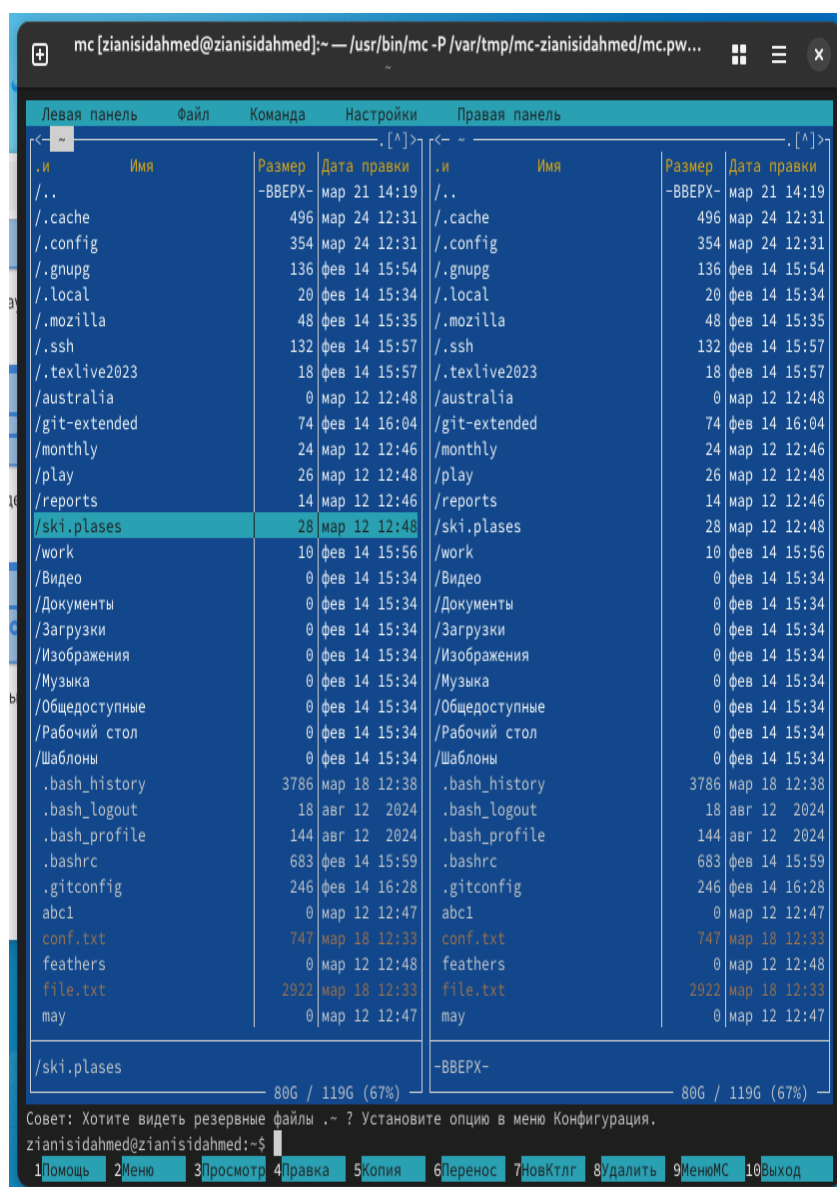 mc [zianisidahmed@zianisidahmed]:~ — /usr/bin/mc -P /var/tmp/mc-zianisidahmed/mc.pw...
~
Левая панель Файл Команда Настройки Правая панель
<— ~ .[^]> <— ~ .[^]>
.и Имя Размер Дата правки .и Имя Размер Дата правки
/.. -ВВЕРХ- мар 21 14:19 /.. -ВВЕРХ- мар 21 14:19
/.cache 496 мар 24 12:31 /.cache 496 мар 24 12:31
/.config 354 мар 24 12:31 /.config 354 мар 24 12:31
/.gnupg 136 фев 14 15:54 /.gnupg 136 фев 14 15:54
/.local 20 фев 14 15:34 /.local 20 фев 14 15:34
/.mozilla 48 фев 14 15:35 /.mozilla 48 фев 14 15:35
/.ssh 132 фев 14 15:57 /.ssh 132 фев 14 15:57
/.texlive2023 18 фев 14 15:57 /.texlive2023 18 фев 14 15:57
/australia 0 мар 12 12:48 /australia 0 мар 12 12:48
/git-extended 74 фев 14 16:04 /git-extended 74 фев 14 16:04
/monthly 24 мар 12 12:46 /monthly 24 мар 12 12:46
/play 26 мар 12 12:48 /play 26 мар 12 12:48
/reports 14 мар 12 12:46 /reports 14 мар 12 12:46
/ski.plases 28 мар 12 12:48 /ski.plases 28 мар 12 12:48
/work 10 фев 14 15:56 /work 10 фев 14 15:56
/Видео 0 фев 14 15:34 /Видео 0 фев 14 15:34
/Документы 0 фев 14 15:34 /Документы 0 фев 14 15:34
/Загрузки 0 фев 14 15:34 /Загрузки 0 фев 14 15:34
/Изображения 0 фев 14 15:34 /Изображения 0 фев 14 15:34
/Музыка 0 фев 14 15:34 /Музыка 0 фев 14 15:34
/Общедоступные 0 фев 14 15:34 /Общедоступные 0 фев 14 15:34
/Рабочий стол 0 фев 14 15:34 /Рабочий стол 0 фев 14 15:34
/Шаблоны 0 фев 14 15:34 /Шаблоны 0 фев 14 15:34
.bash_history 3786 мар 18 12:38 .bash_history 3786 мар 18 12:38
.bash_logout 18 авг 12 2024 .bash_logout 18 авг 12 2024
.bash_profile 144 авг 12 2024 .bash_profile 144 авг 12 2024
.bashrc 683 фев 14 15:59 .bashrc 683 фев 14 15:59
.gitconfig 246 фев 14 16:28 .gitconfig 246 фев 14 16:28
abc1 0 мар 12 12:47 abc1 0 мар 12 12:47
conf.txt 747 мар 18 12:33 conf.txt 747 мар 18 12:33
feathers 0 мар 12 12:48 feathers 0 мар 12 12:48
file.txt 2922 мар 18 12:33 file.txt 2922 мар 18 12:33
may 0 мар 12 12:47 may 0 мар 12 12:47
/ski.plases -ВВЕРХ-
80G / 119G (67%) 80G / 119G (67%)
Совет: Хотите видеть резервные файлы .~ ? Установите опцию в меню Конфигурация.
zianisidahmed@zianisidahmed:~$
1Помощь 2Меню 3Просмотр 4Правка 5Копия 6Перенос 7НовКтлг 8Удалить 9МенюMC 10Выход